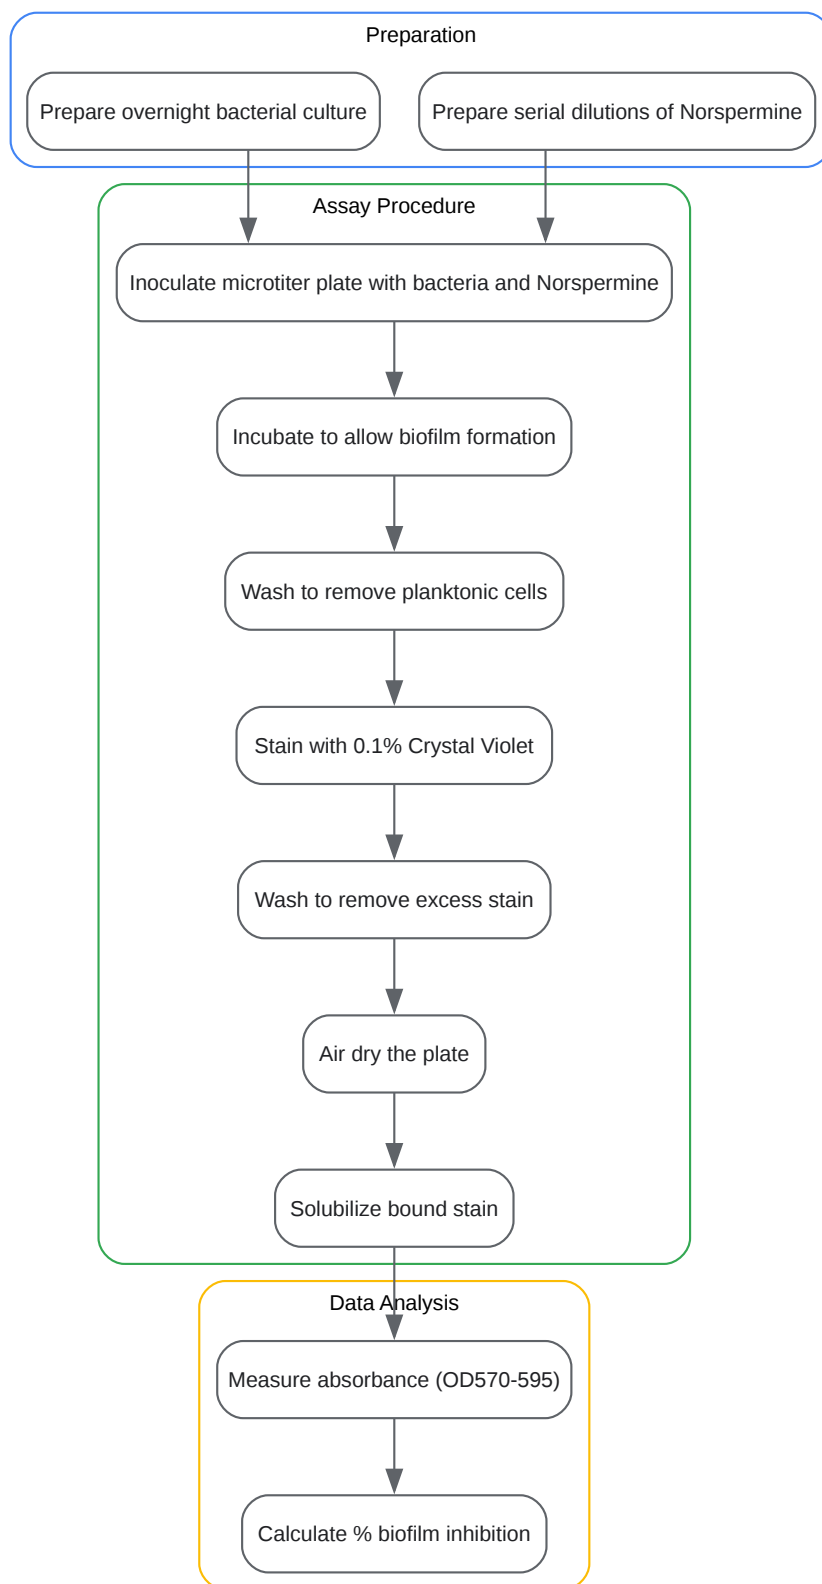 Preparation
Prepare overnight bacterial culture
Prepare serial dilutions of Norspermine
Assay Procedure
Inoculate microtiter plate with bacteria and Norspermine
Incubate to allow biofilm formation
Wash to remove planktonic cells
Stain with 0.1% Crystal Violet
Wash to remove excess stain
Air dry the plate
Solubilize bound stain
Data Analysis
Measure absorbance (OD570-595)
Calculate % biofilm inhibition